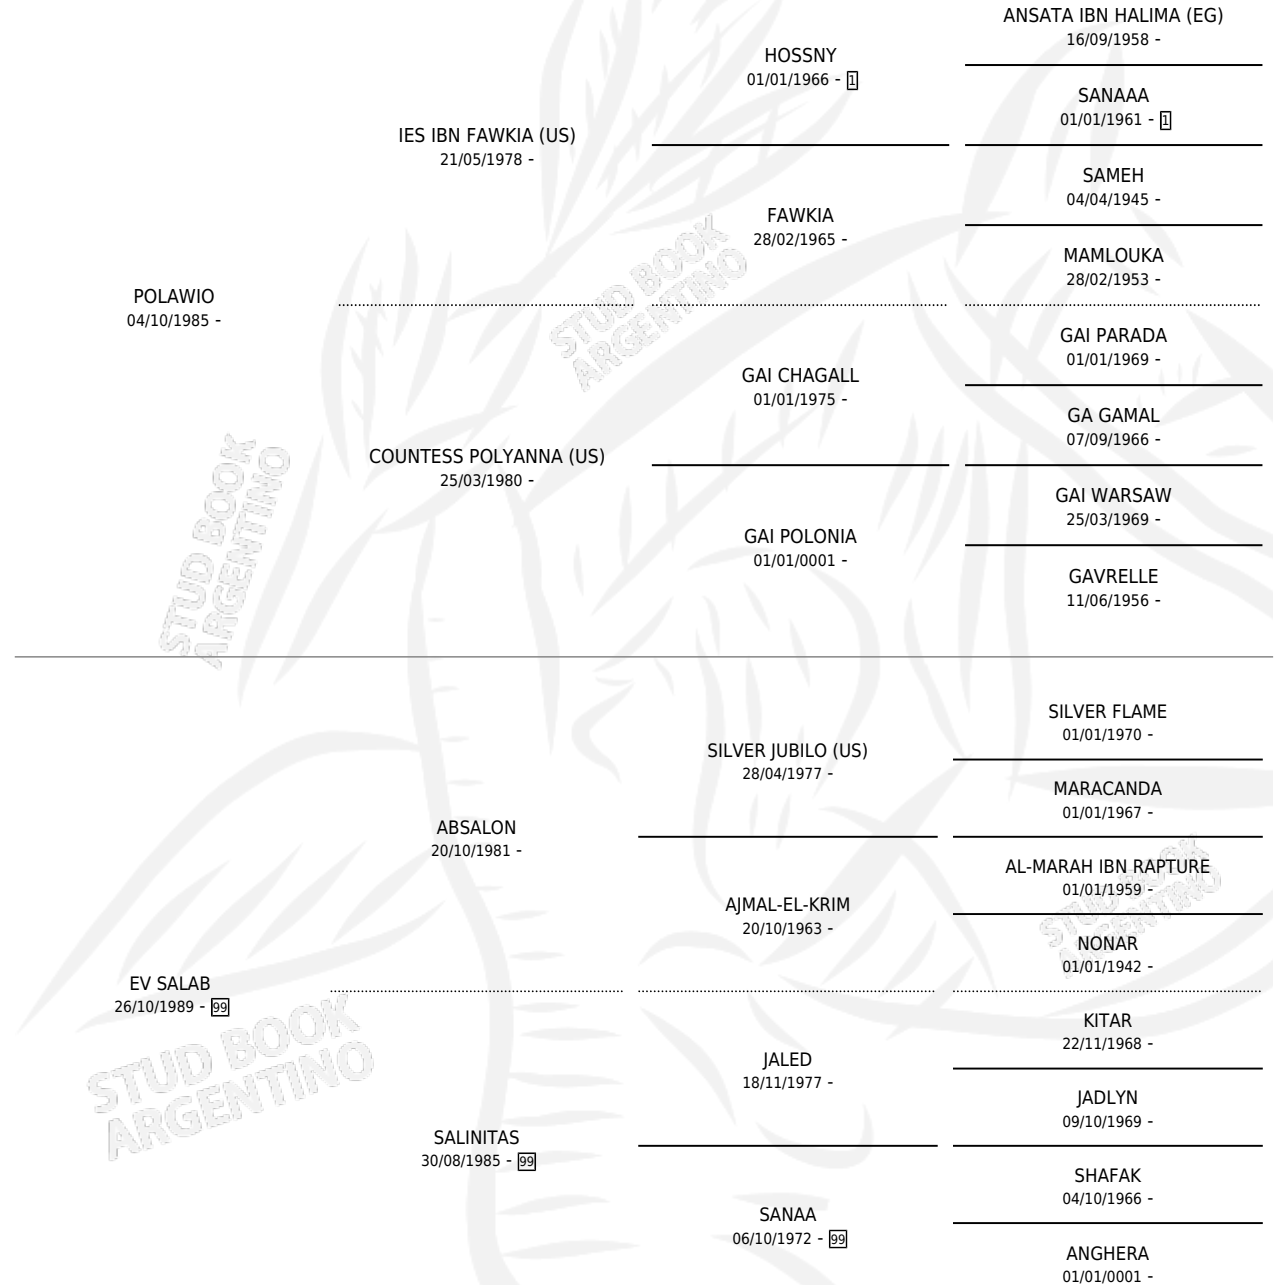 ANSATA IBN HALIMA (EG)
16/09/1958 -
HOSSNY
01/01/1966 - 1
SANAAA
01/01/1961 - 1
IES IBN FAWKIA (US)
21/05/1978 -
SAMEH
04/04/1945 -
FAWKIA
28/02/1965 -
MAMLOUKA
28/02/1953 -
POLAWIO
04/10/1985 -
GAI PARADA
01/01/1969 -
GAI CHAGALL
01/01/1975 -
GA GAMAL
07/09/1966 -
COUNTESS POLYANNA (US)
25/03/1980 -
GAI WARSAW
25/03/1969 -
GAI POLONIA
01/01/0001 -
GAVRELLE
11/06/1956 -
STUD BOOK
ARGENTINO
STUD BOOK
ARGENTINO
SILVER FLAME
01/01/1970 -
SILVER JUBILO (US)
28/04/1977 -
MARACANDA
01/01/1967 -
ABSALON
20/10/1981 -
AL-MARAH IBN RAPTURE
01/01/1959 -
AJMAL-EL-KRIM
20/10/1963 -
NONAR
01/01/1942 -
STUD BOOK
ARGENTINO
EV SALAB
26/10/1989 - 99
KITAR
22/11/1968 -
JALED
18/11/1977 -
JADLYN
09/10/1969 -
STUD BOOK
ARGENTINO
SALINITAS
30/08/1985 - 99
SHAFAK
04/10/1966 -
SANAA
06/10/1972 - 99
ANGHERA
01/01/0001 -